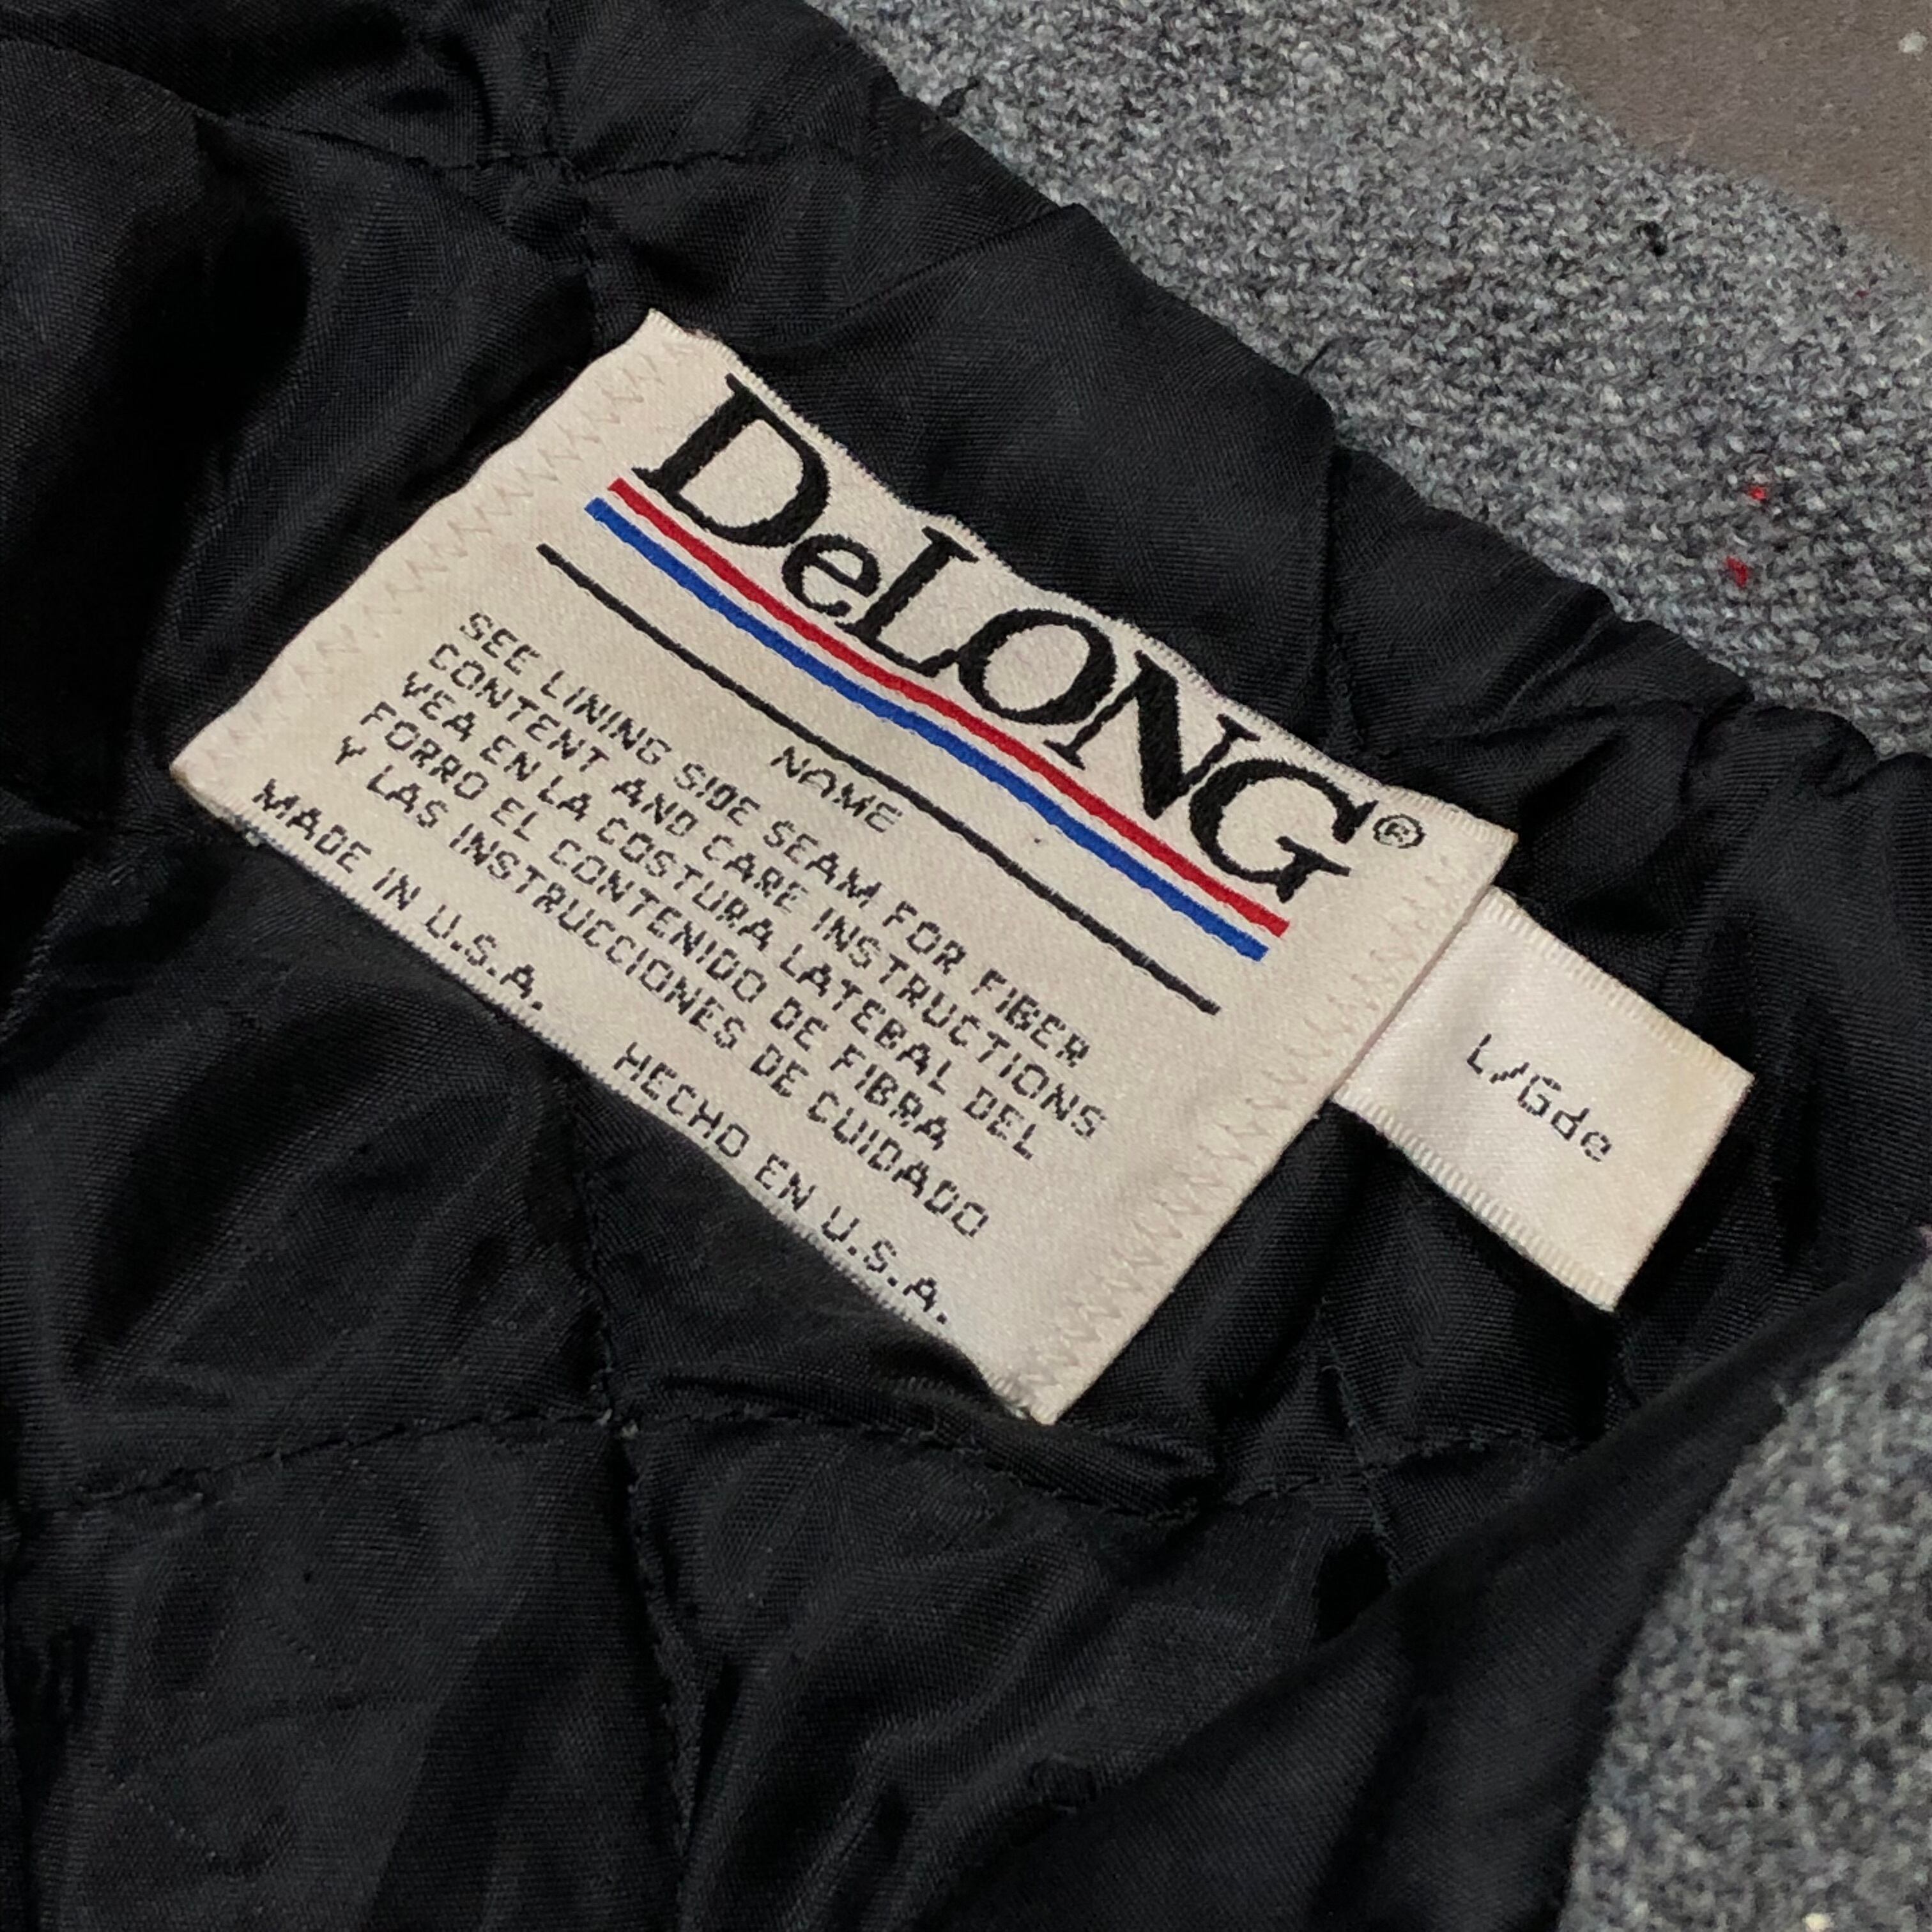 DeLONG®
NAME
SEE LINING SIDE SEAM FOR FIBER
CONTENT AND CARE INSTRUCTIONS
VEA EN LA COSTURA LATEBAL DEL
FORRO EL CONTENIDO DE FIBRA
Y LAS INSTRUCCIONES DE CUIDADO
MADE IN U.S.A. HECHO EN U.S.A.
L/Gde